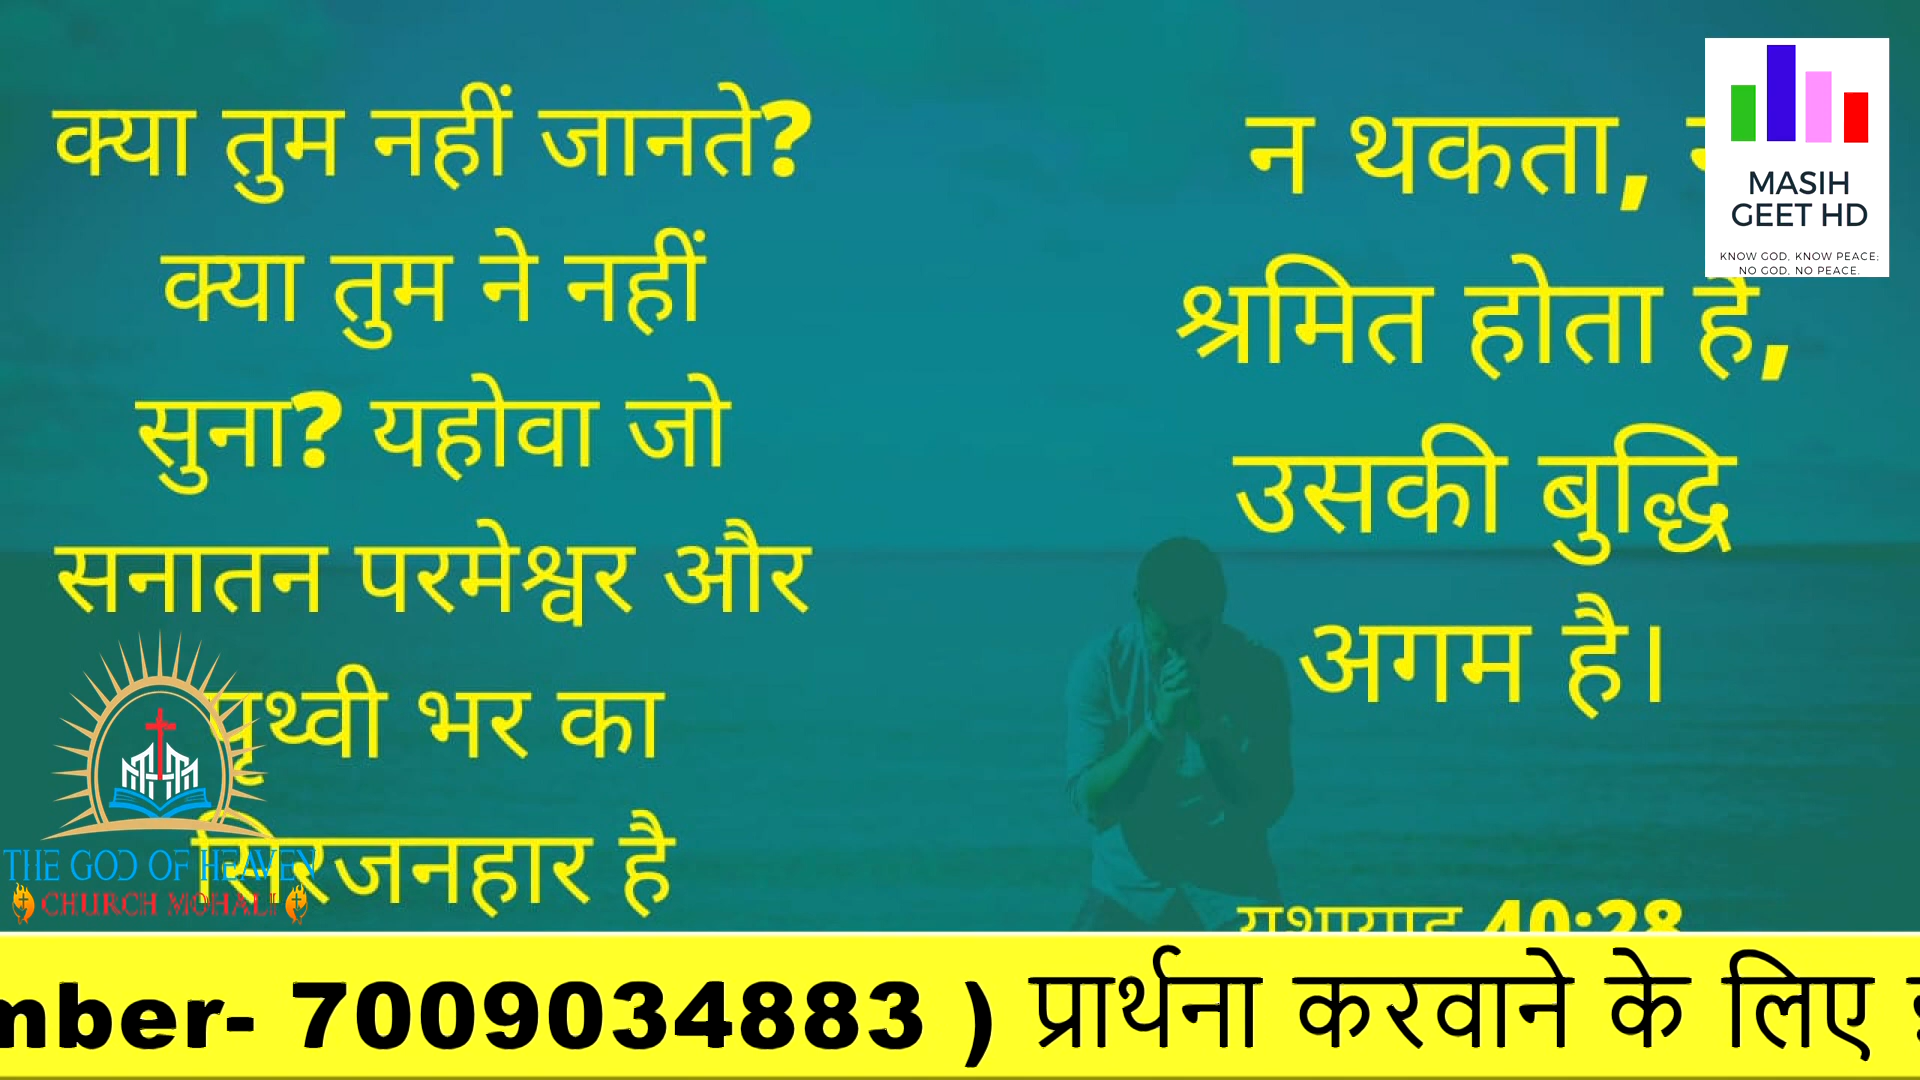 क्या तुम नहीं जानते?
क्या तुम ने नहीं
सुना? यहोवा जो
सनातन परमेश्वर और
पृथ्वी भर का
सिरजनहार है
न थकता,
श्रमित होता है,
उसकी बुद्धि
अगम है।
40:28
MASIH
GEET HD
KNOW GOD, KNOW PEACE;
NO GOD, NO PEACE.
THE GOD OF HEAVEN
CHURCH MOHALI
mber- 7009034883 ) प्रार्थना करवाने के लिए